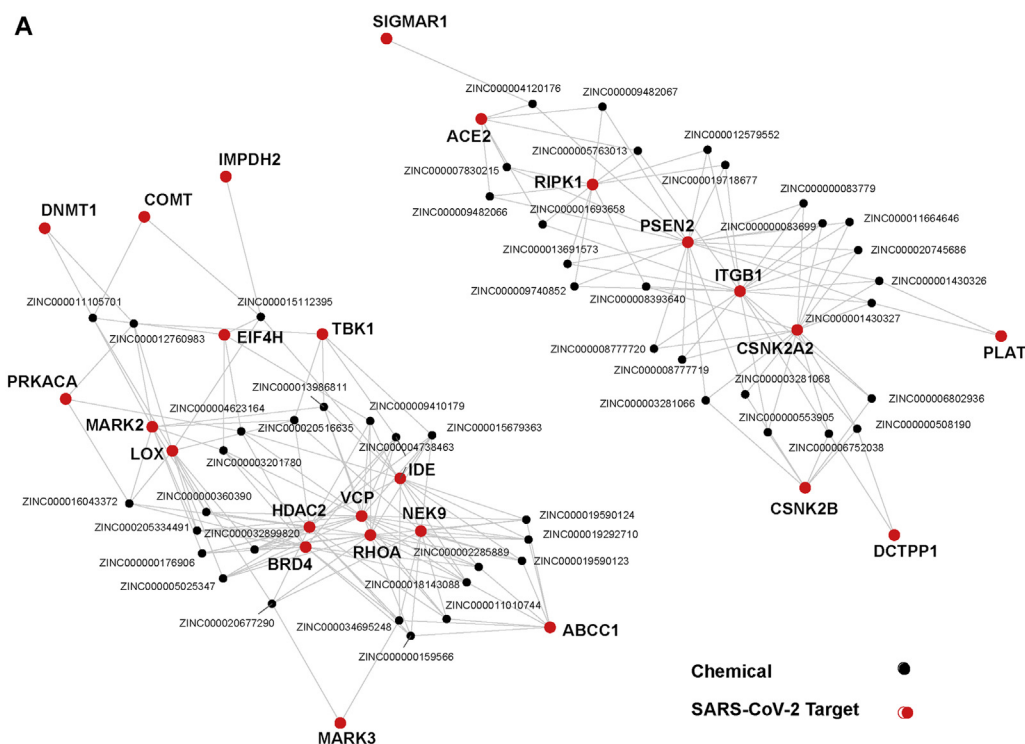 A
SIGMAR1
ZINC000004120176
ZINC000009482067
ACE2
ZINC000012579552
ZINC000005763013
IMPDH2
ZINC000007830215
RIPK1
ZINC000019718677
COMT
ZINC000000083779
DNMT1
ZINC000009482066
ZINC000001693658
PSEN2
ZINC000000083699
ZINC000011664646
ZINC000013691573
ZINC000020745686
ITGB1
ZINC000001430326
ZINC000011105701
ZINC000015112395
ZINC000009740852
ZINC000008393640
ZINC000001430327
ZINC000012760983
EIF4H
TBK1
CSNK2A2
PLAT
ZINC000008777720
ZINC000008777719
PRKACA
ZINC000013986811
ZINC000003281068
ZINC000004623164
ZINC000009410179
ZINC000003281066
ZINC000006802936
MARK2
ZINC000020516635
ZINC000015679363
ZINC000000553905
ZINC000000508190
LOX
ZINC000004738463
ZINC000006752038
ZINC000003201780
IDE
ZINC000016043372
ZINC000000360390
VCP
CSNK2B
HDAC2
NEK9
ZINC000205334491
ZINC000032899820
ZINC000019590124
ZINC000019292710
DCTPP1
ZINC000000176906
BRD4
RHOA
ZINC000002285889
ZINC000019590123
ZINC000005025347
ZINC000018143088
ZINC000011010744
ZINC000020677290
ZINC000034695248
ABCC1
ZINC000000159566
Chemical
SARS-CoV-2 Target
MARK3